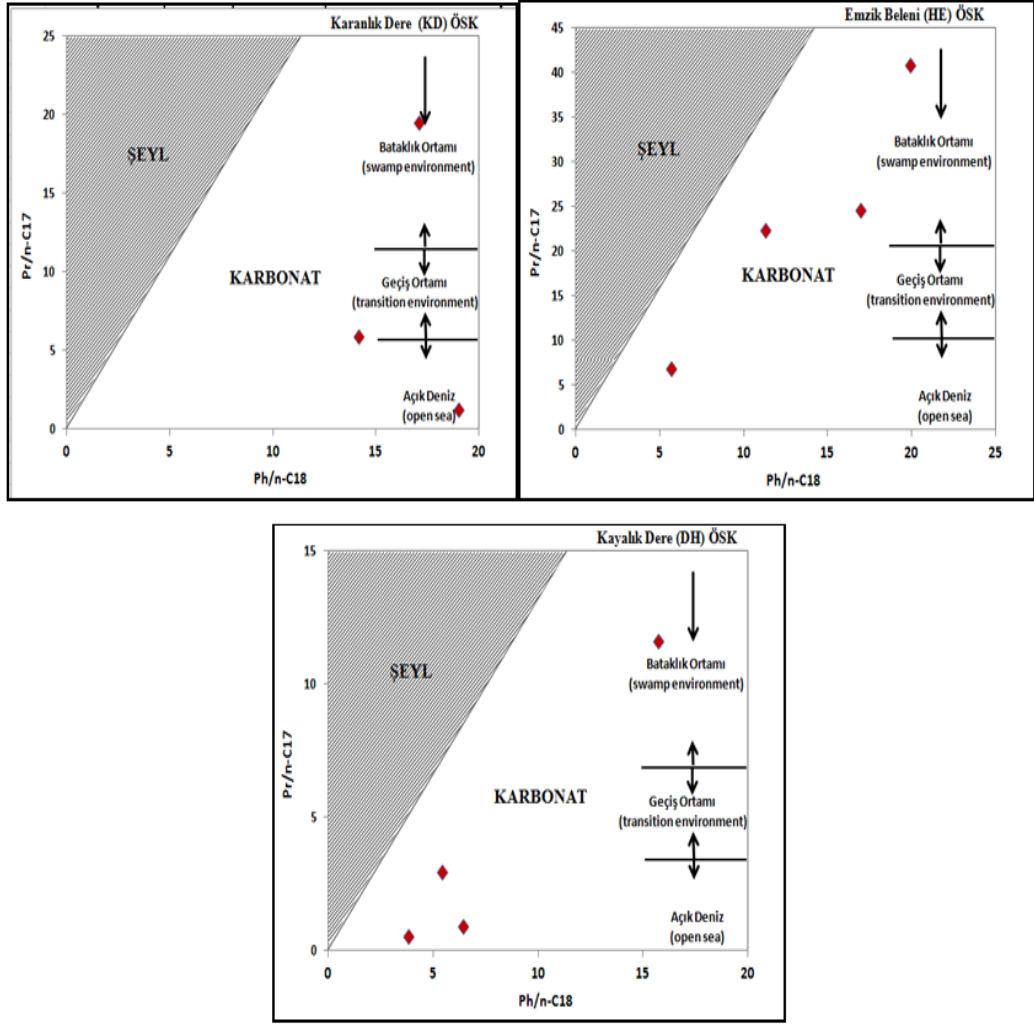 Karanlık Dere (KD) ÖSK
25
20
15
10
5
0
0
5
10
15
20
Pr/n-C17
Ph/n-C18
ŞEYL
KARBONAT
Bataklık Ortamı
(swamp environment)
Geçiş Ortamı
(transition environment)
Açık Deniz
(open sea)
Emzik Beleni (HE) ÖSK
45
40
35
30
25
20
15
10
5
0
0
5
10
15
20
25
Pr/n-C17
Ph/n-C18
ŞEYL
KARBONAT
Bataklık Ortamı
(swamp environment)
Geçiş Ortamı
(transition environment)
Açık Deniz
(open sea)
Kayalık Dere (DH) ÖSK
15
10
5
0
0
5
10
15
20
Pr/n-C17
Ph/n-C18
ŞEYL
KARBONAT
Bataklık Ortamı
(swamp environment)
Geçiş Ortamı
(transition environment)
Açık Deniz
(open sea)